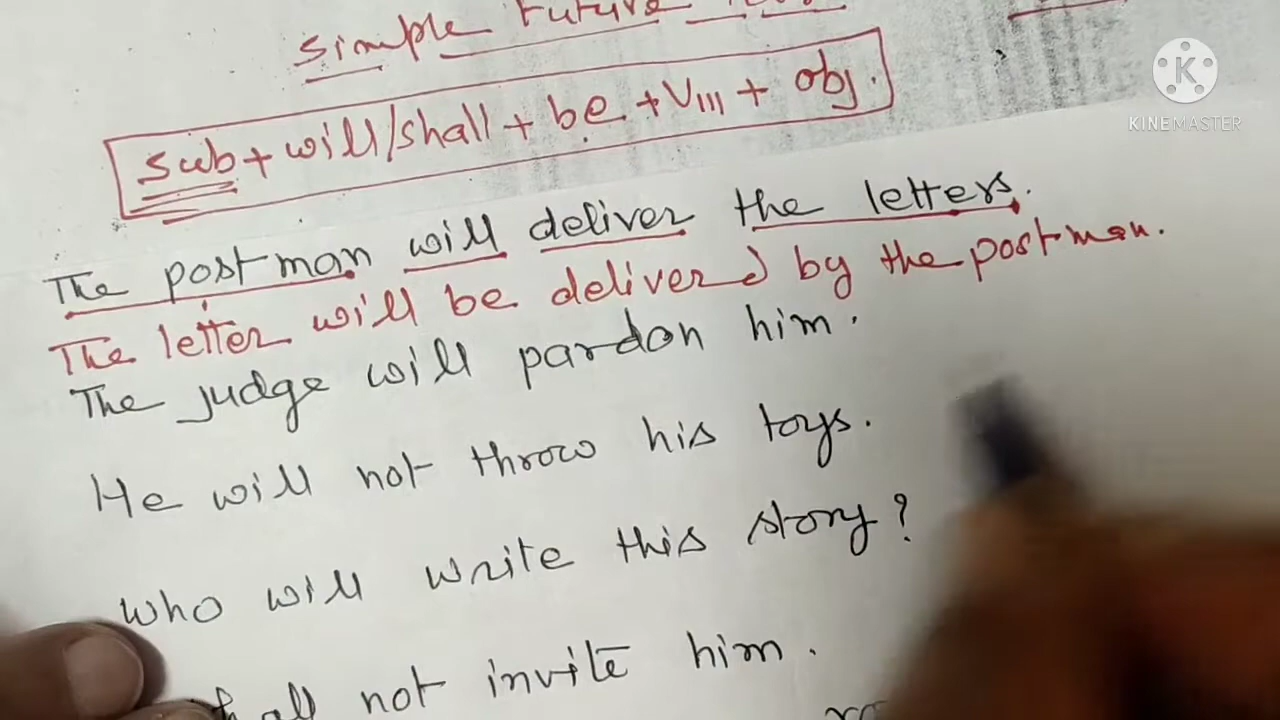 Simple Future
Sub + will/shall + be + VIII + obj.
The postman will deliver the letters.
The letter will be delivered by the postman.
The judge will pardon him.
He will not throw his toys.
Who will write this story?
not invite him.
KINEMASTER